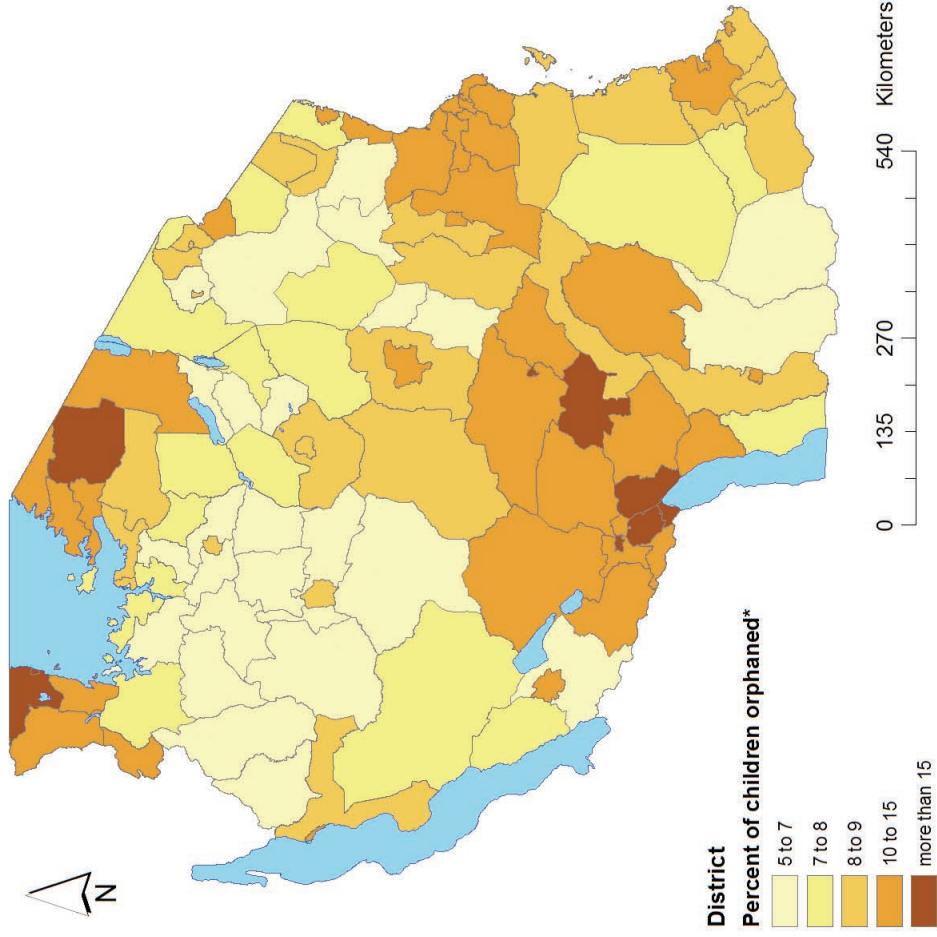 N
District
Percent of children orphaned*
5 to 7
7 to 8
8 to 9
10 to 15
more than 15
0 135 270 540 Kilometers